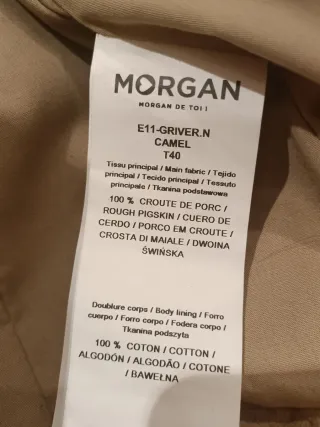 MORGAN
MORGAN DE TOI !
E11-GRIVER.N
CAMEL
T40
Tissu principal / Main fabric / Tejido
principal / Tecido principal / Tessuto
principale / Tkanina podstawowa
100 % CROUTE DE PORC /
ROUGH PIGSKIN / CUERO DE
CERDO / PORCO EM CROUTE /
CROSTA DI MAIALE / DWOINA
ŚWIŃSKA
Doublure corps / Body lining / Forro
cuerpo / Forro corpo / Fodera corpo /
Tkanina podszyta
100 % COTON / COTTON /
ALGODÓN / ALGODÃO / COTONE
/ BAWEŁNA